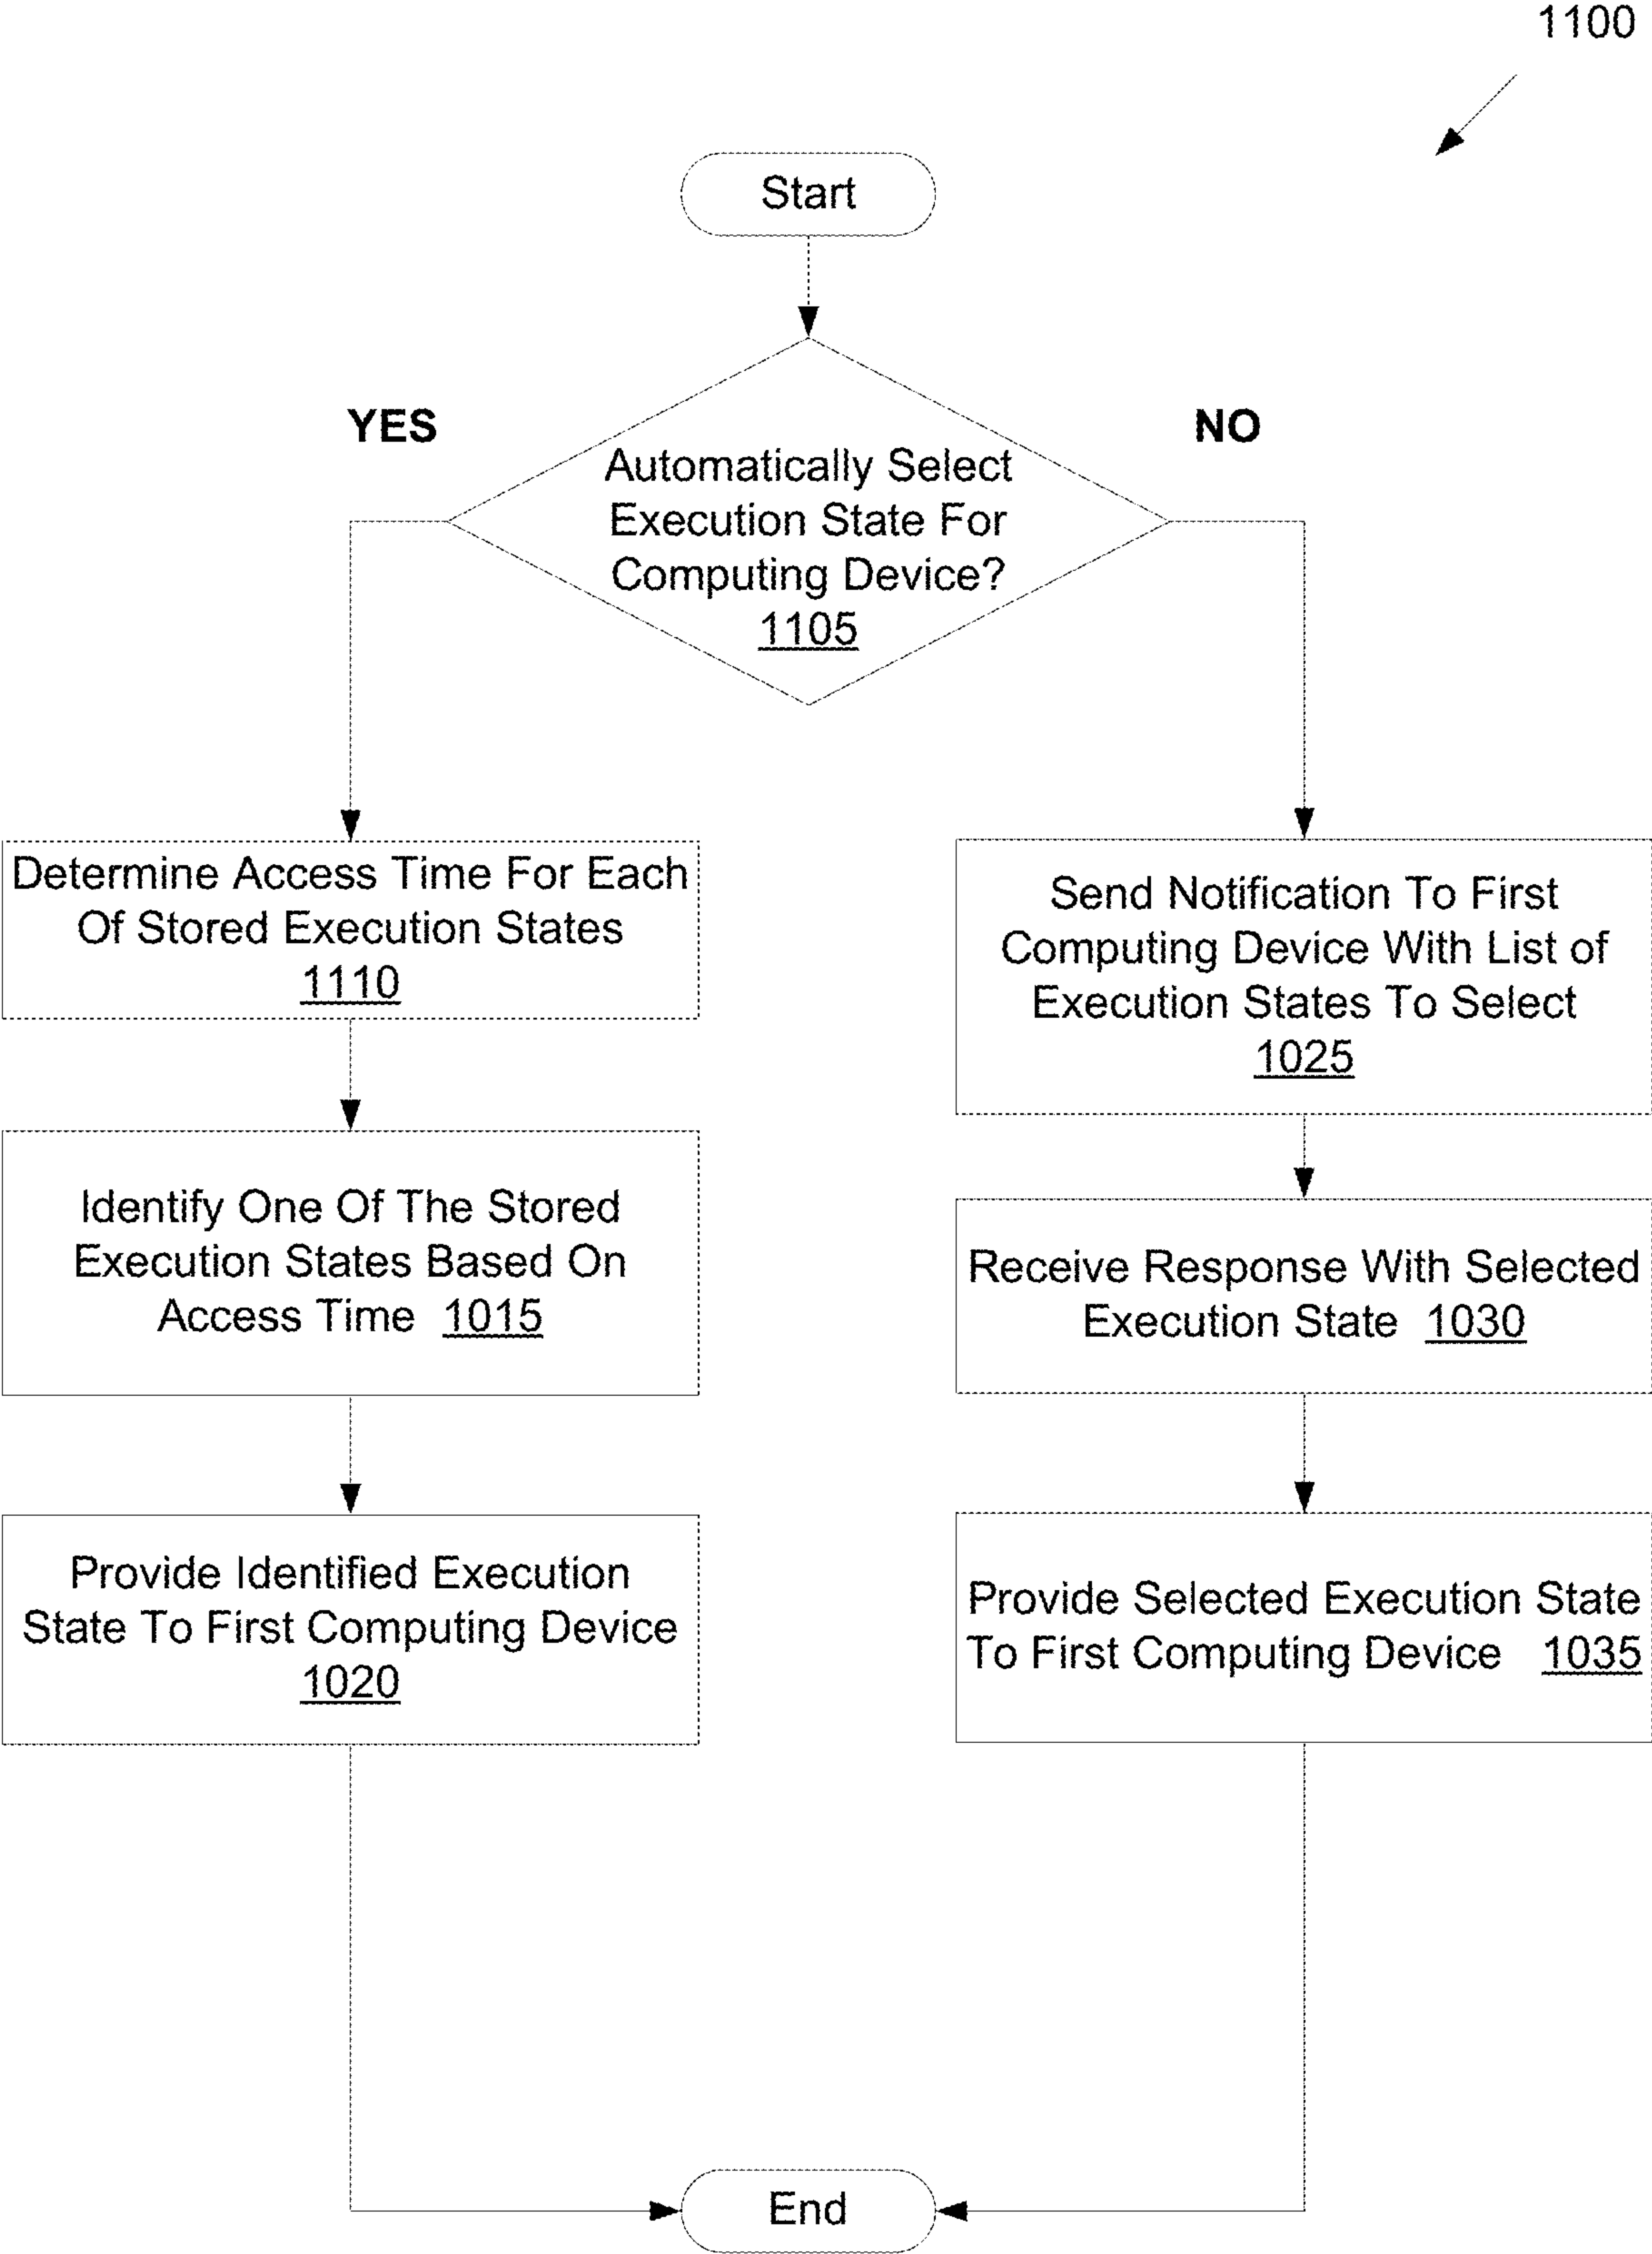 1100
Start
YES
NO
Automatically Select
Execution State For
Computing Device?
1105
Determine Access Time For Each
Of Stored Execution States
1110
Identify One Of The Stored
Execution States Based On
Access Time 1015
Provide Identified Execution
State To First Computing Device
1020
Send Notification To First
Computing Device With List of
Execution States To Select
1025
Receive Response With Selected
Execution State 1030
Provide Selected Execution State
To First Computing Device 1035
End